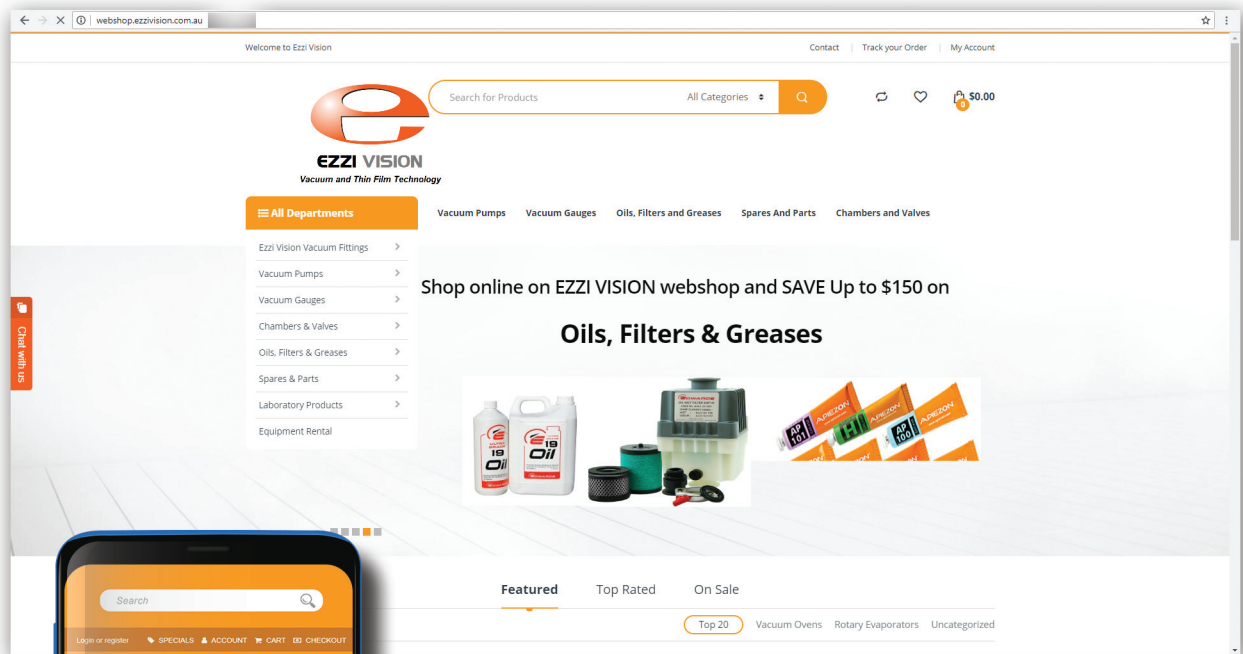 webshop.ezzivision.com.au
Welcome to Ezzi Vision
Contact
Track your Order
My Account
Search for Products
All Categories
0
$0.00
EZZI VISION
Vacuum and Thin Film Technology
All Departments
Vacuum Pumps
Vacuum Gauges
Oils, Filters and Greases
Spares And Parts
Chambers and Valves
Ezzi Vision Vacuum Fittings
Vacuum Pumps
Vacuum Gauges
Chambers & Valves
Oils, Filters & Greases
Spares & Parts
Laboratory Products
Equipment Rental
Chat with us
Shop online on EZZI VISION webshop and SAVE Up to $150 on
Oils, Filters & Greases
ULTRA
GRADE
19
Oil
19
Oil
EDWARDS
AP
101
APIEZON
H
APIEZON
AP
100
APIEZON
Featured
Top Rated
On Sale
Top 20
Vacuum Ovens
Rotary Evaporators
Uncategorized
Search
Login or register
SPECIALS
ACCOUNT
CART
CHECKOUT